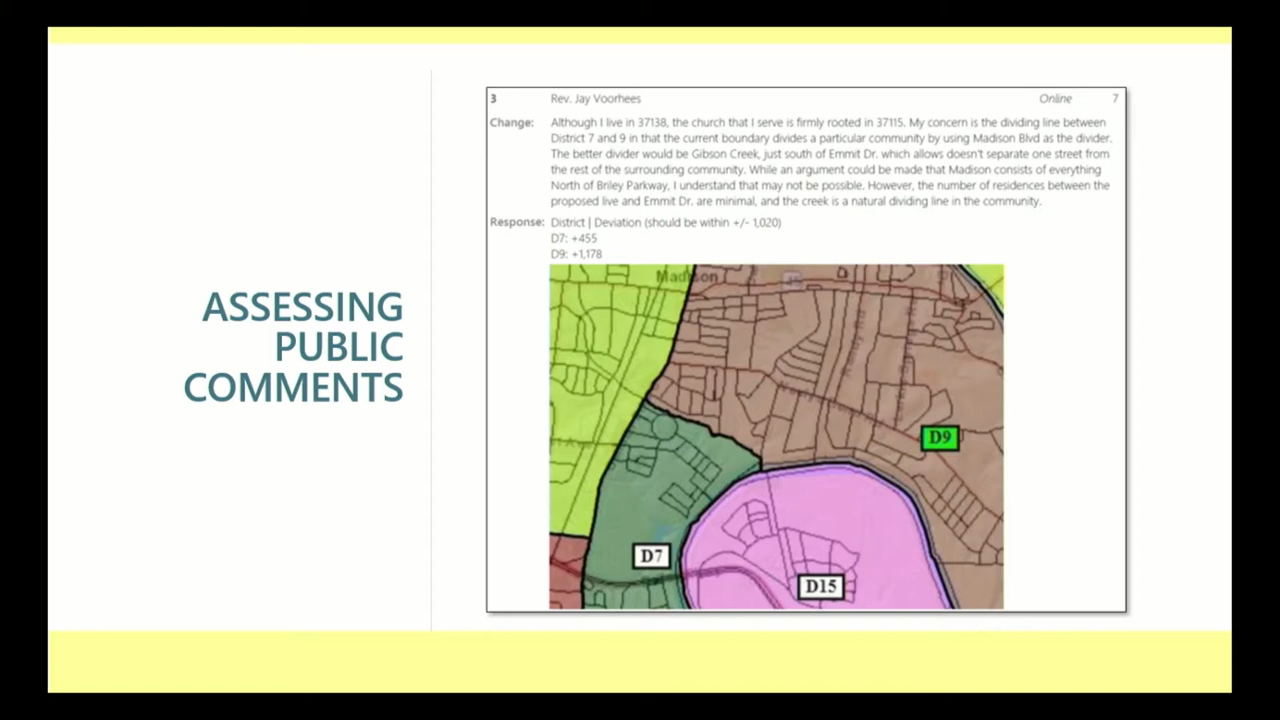 ASSESSING
PUBLIC
COMMENTS
3 Rev. Jay Voorhees Online 7
Change: Although I live in 37138, the church that I serve is firmly rooted in 37115. My concern is the dividing line between
District 7 and 9 in that the current boundary divides a particular community by using Madison Blvd as the divider.
The better divider would be Gibson Creek, just south of Emmit Dr. which allows doesn't separate one street from
the rest of the surrounding community. While an argument could be made that Madison consists of everything
North of Briley Parkway, I understand that may not be possible. However, the number of residences between the
proposed live and Emmit Dr. are minimal, and the creek is a natural dividing line in the community.
Response: District | Deviation (should be within +/- 1,020)
D7: +455
D9: +1,178
Madison
45
D9
D7
D15